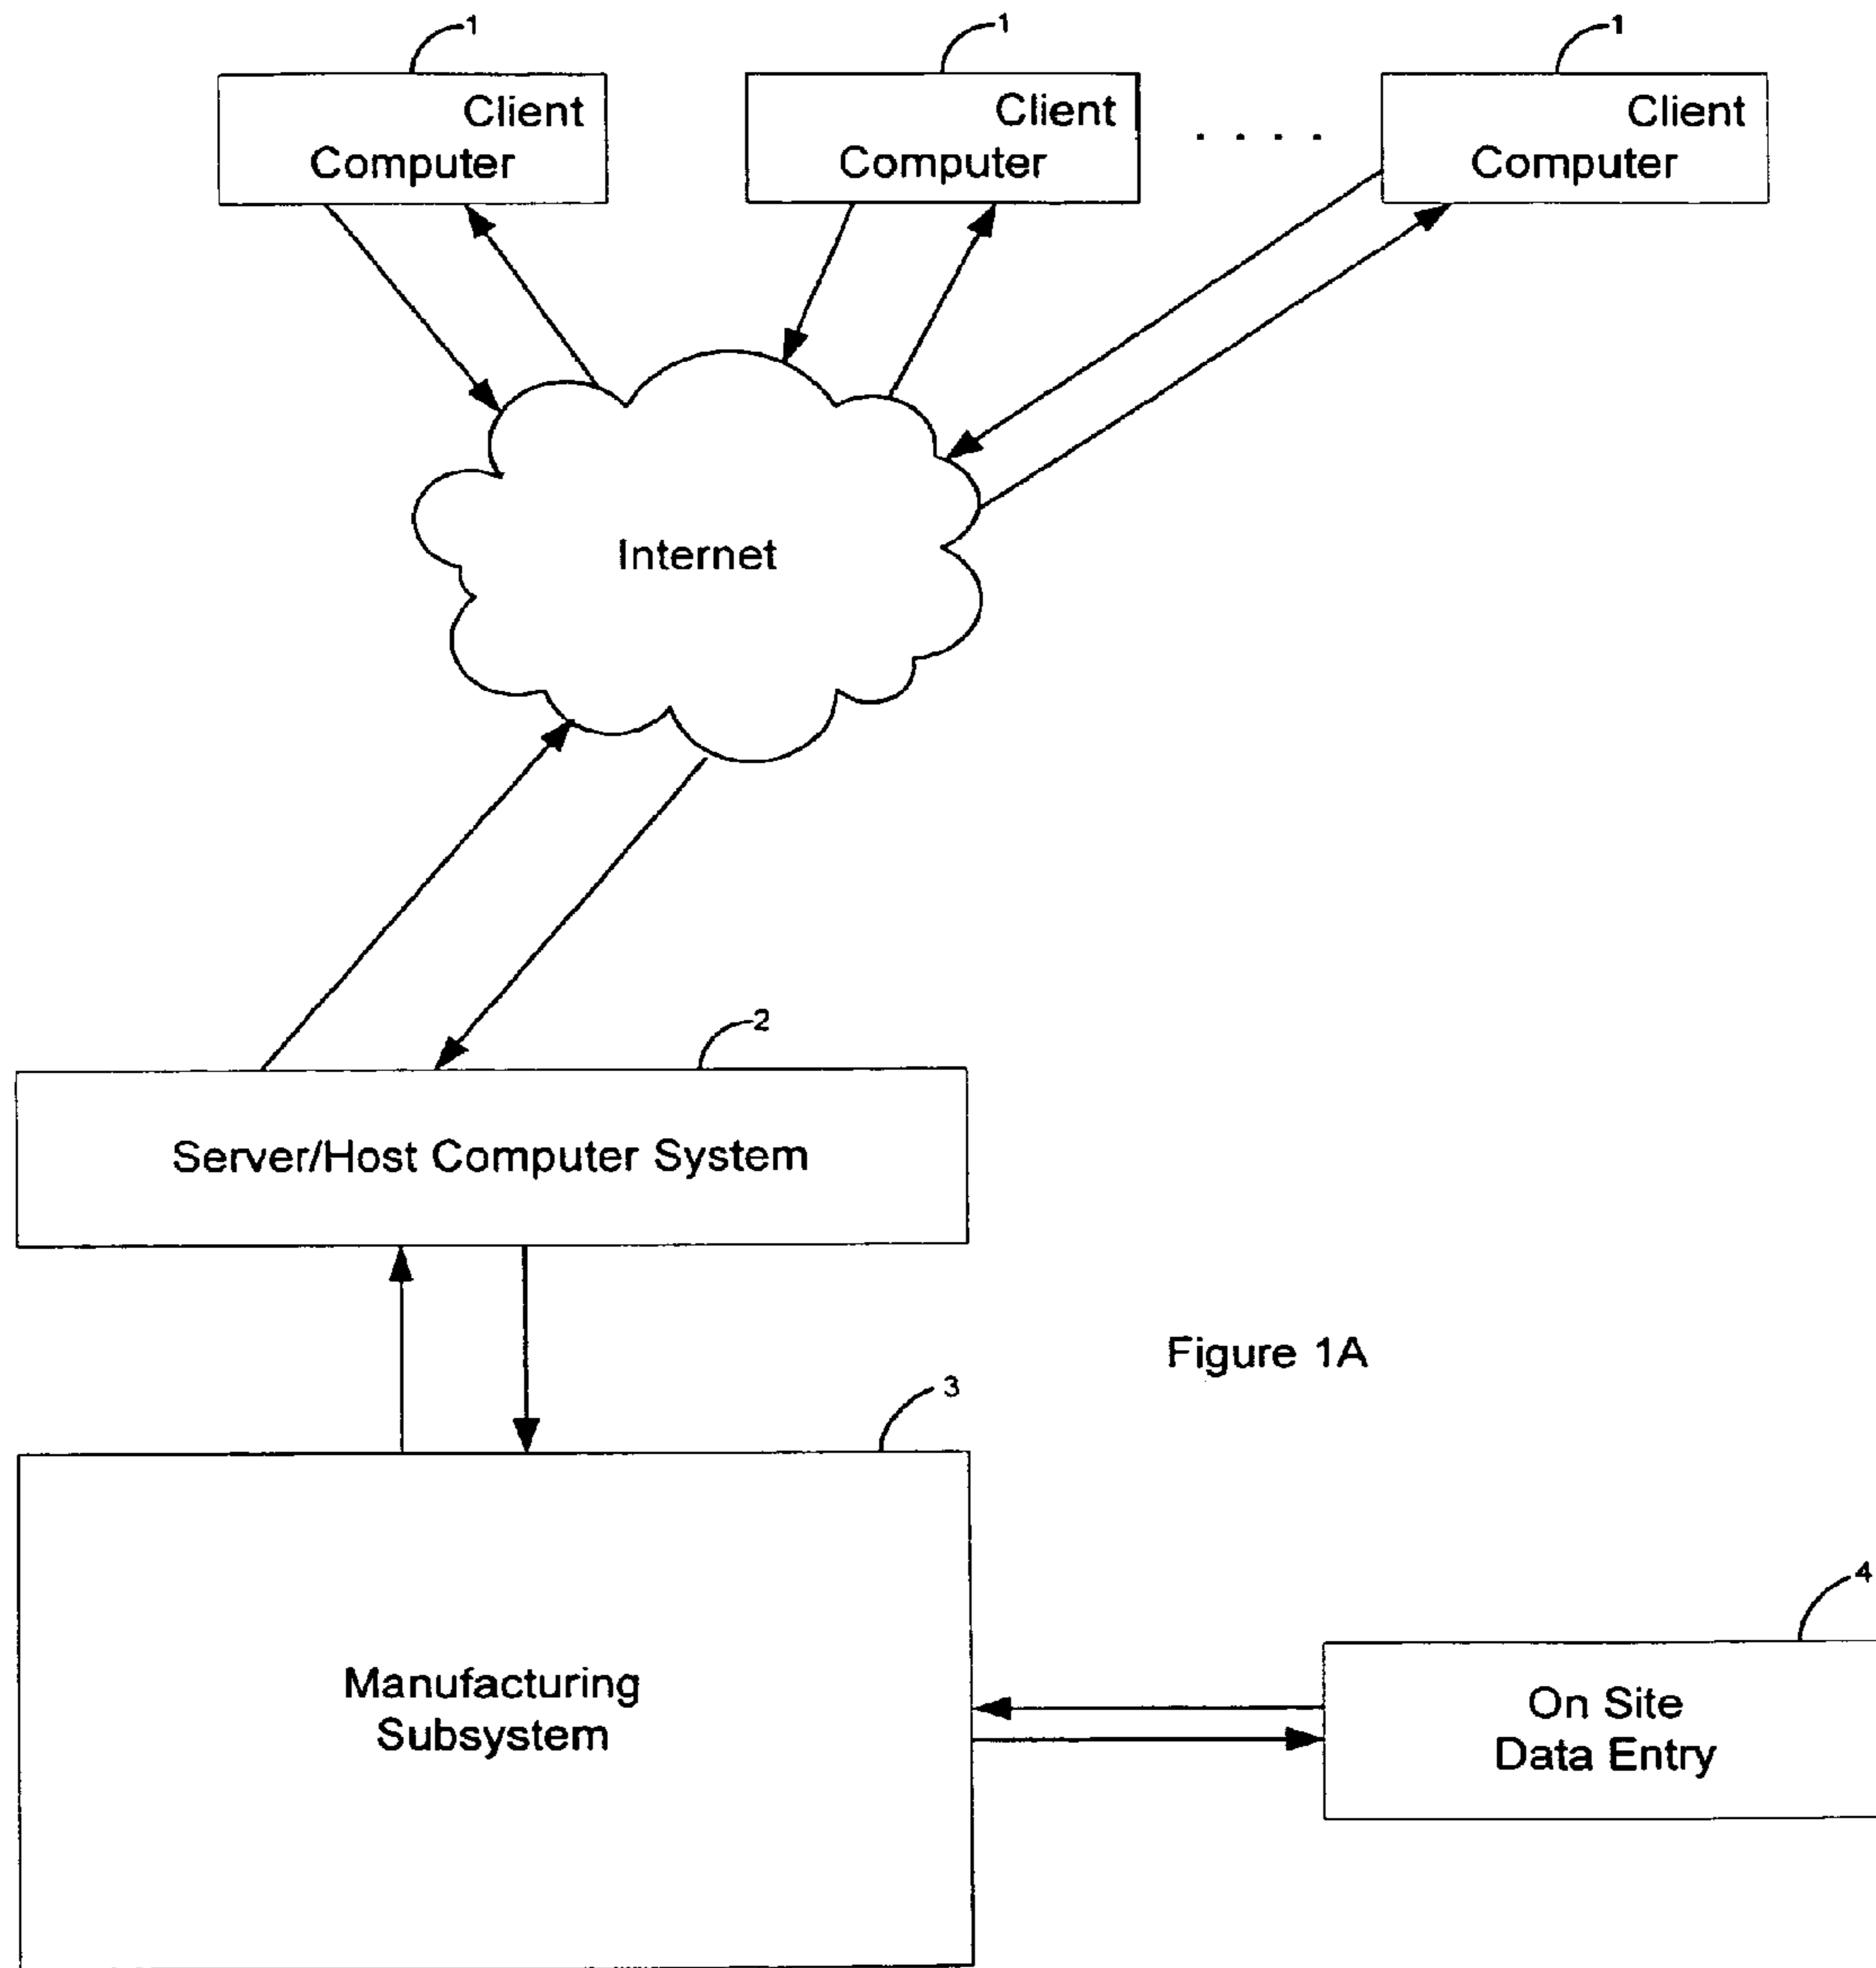 1
1
1
Client
Computer
Client
Computer
. . . .
Client
Computer
Internet
2
Server/Host Computer System
Figure 1A
3
Manufacturing
Subsystem
4
On Site
Data Entry